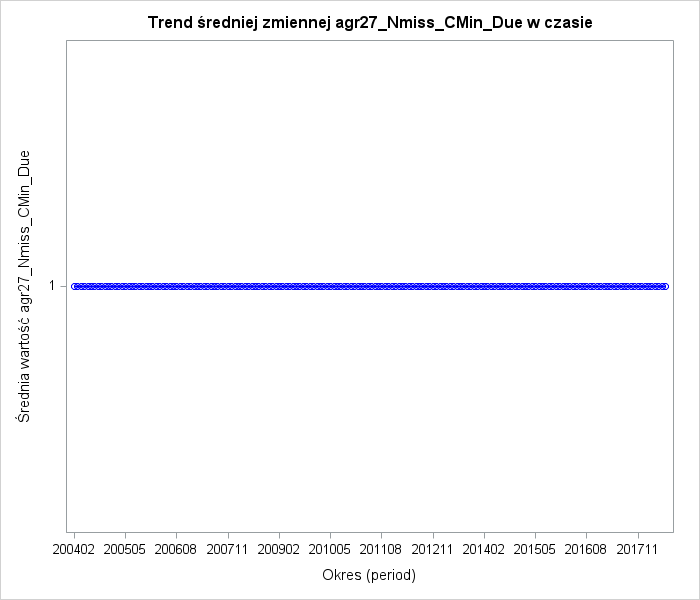 Trend średniej zmiennej agr27_Nmiss_CMin_Due w czasie
Średnia wartość agr27_Nmiss_CMin_Due
1
200402 200505 200608 200711 200902 201005 201108 201211 201402 201505 201608 201711
Okres (period)